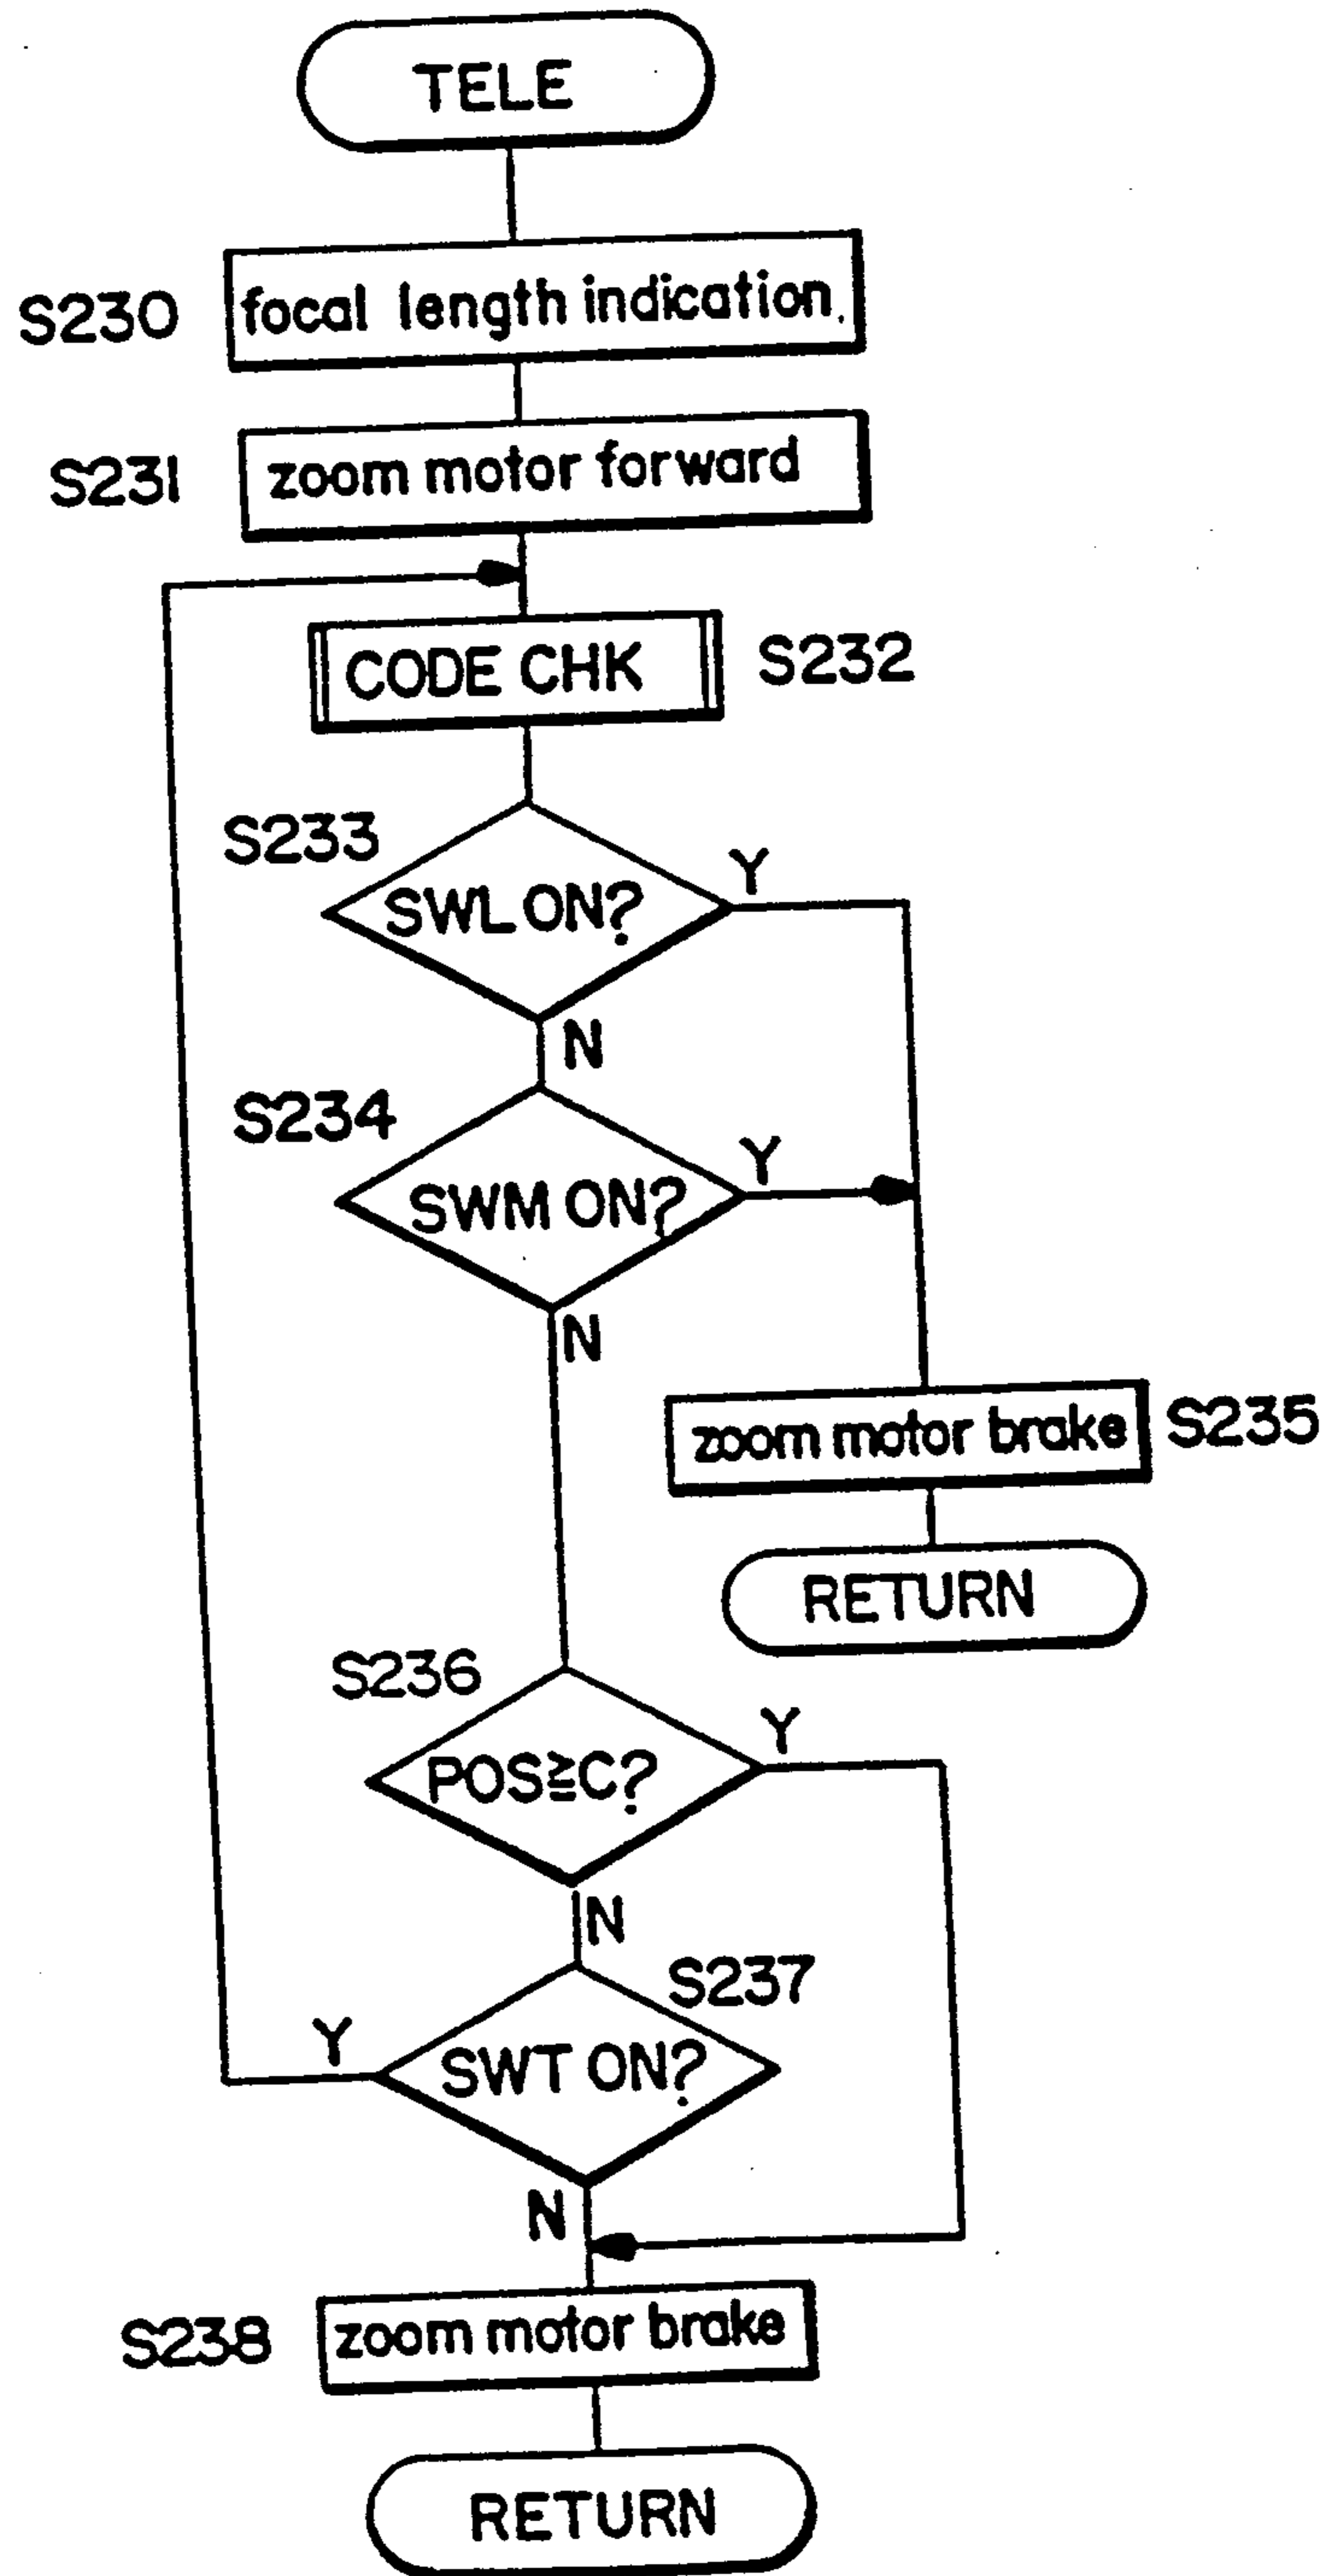 TELE
S230
focal length indication.
S231
zoom motor forward
CODE CHK
S232
S233
SWL ON?
Y
N
S234
SWM ON?
Y
N
zoom motor brake
S235
RETURN
S236
POS≧C?
Y
N
S237
Y
SWT ON?
N
S238
zoom motor brake
RETURN